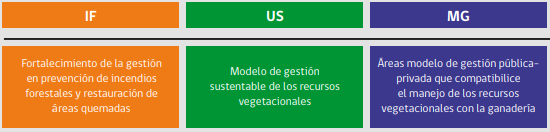 IF
US
MG
Fortalecimiento de la gestión
en prevención de incendios
forestales y restauración de
áreas quemadas
Modelo de gestión
sustentable de los recursos
vegetacionales
Áreas modelo de gestión pública-
privada que compatibilice
el manejo de los recursos
vegetacionales con la ganadería